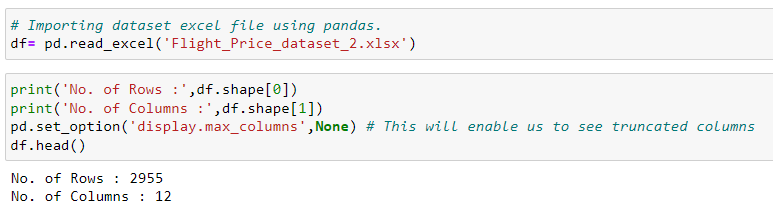 # Importing dataset excel file using pandas.
df= pd.read_excel('Flight_Price_dataset_2.xlsx')
print('No. of Rows :',df.shape[0])
print('No. of Columns :',df.shape[1])
pd.set_option('display.max_columns',None) # This will enable us to see truncated columns
df.head()
No. of Rows : 2955
No. of Columns : 12